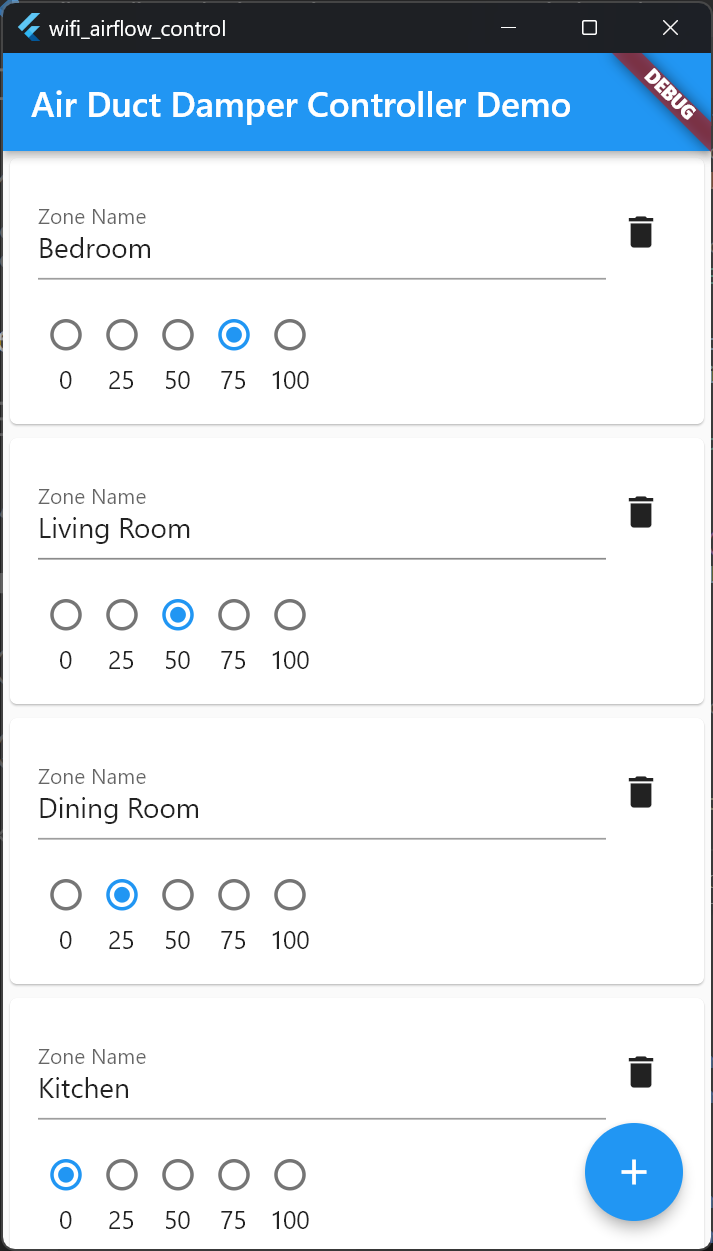 wifi_airflow_control
Air Duct Damper Controller Demo
DEBUG
Zone Name
Bedroom
0 25 50 75 100
Zone Name
Living Room
0 25 50 75 100
Zone Name
Dining Room
0 25 50 75 100
Zone Name
Kitchen
0 25 50 75 100